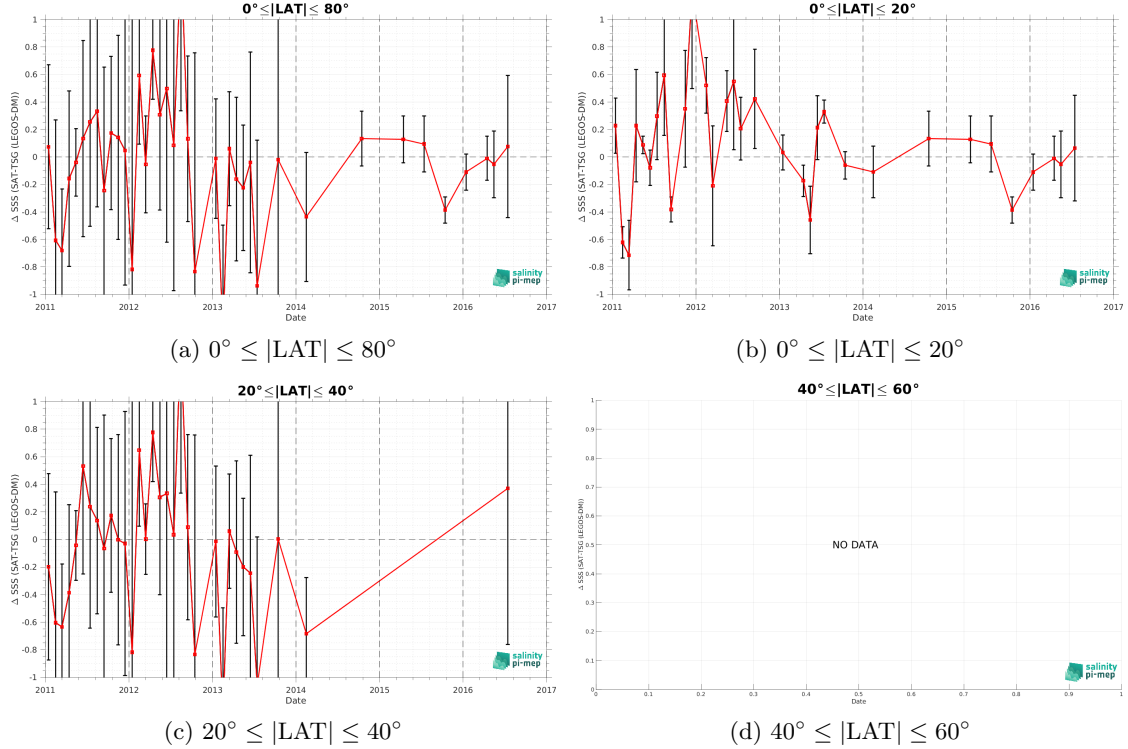 0°≤|LAT|≤ 80°
Δ SSS (SAT-TSG (LEGOS-DM))
1
0.8
0.6
0.4
0.2
0
-0.2
-0.4
-0.6
-0.8
-1
2011 2012 2013 2014 2015 2016 2017
Date
salinity
pi-mep
(a) 0° ≤ |LAT| ≤ 80°
0°≤|LAT|≤ 20°
Δ SSS (SAT-TSG (LEGOS-DM))
1
0.8
0.6
0.4
0.2
0
-0.2
-0.4
-0.6
-0.8
-1
2011 2012 2013 2014 2015 2016 2017
Date
salinity
pi-mep
(b) 0° ≤ |LAT| ≤ 20°
20°≤|LAT|≤ 40°
Δ SSS (SAT-TSG (LEGOS-DM))
1
0.8
0.6
0.4
0.2
0
-0.2
-0.4
-0.6
-0.8
-1
2011 2012 2013 2014 2015 2016 2017
Date
salinity
pi-mep
(c) 20° ≤ |LAT| ≤ 40°
40°≤|LAT|≤ 60°
Δ SSS (SAT-TSG (LEGOS-DM))
1
0.9
0.8
0.7
0.6
0.5
0.4
0.3
0.2
0.1
0
NO DATA
0 0.1 0.2 0.3 0.4 0.5 0.6 0.7 0.8 0.9 1
Date
salinity
pi-mep
(d) 40° ≤ |LAT| ≤ 60°